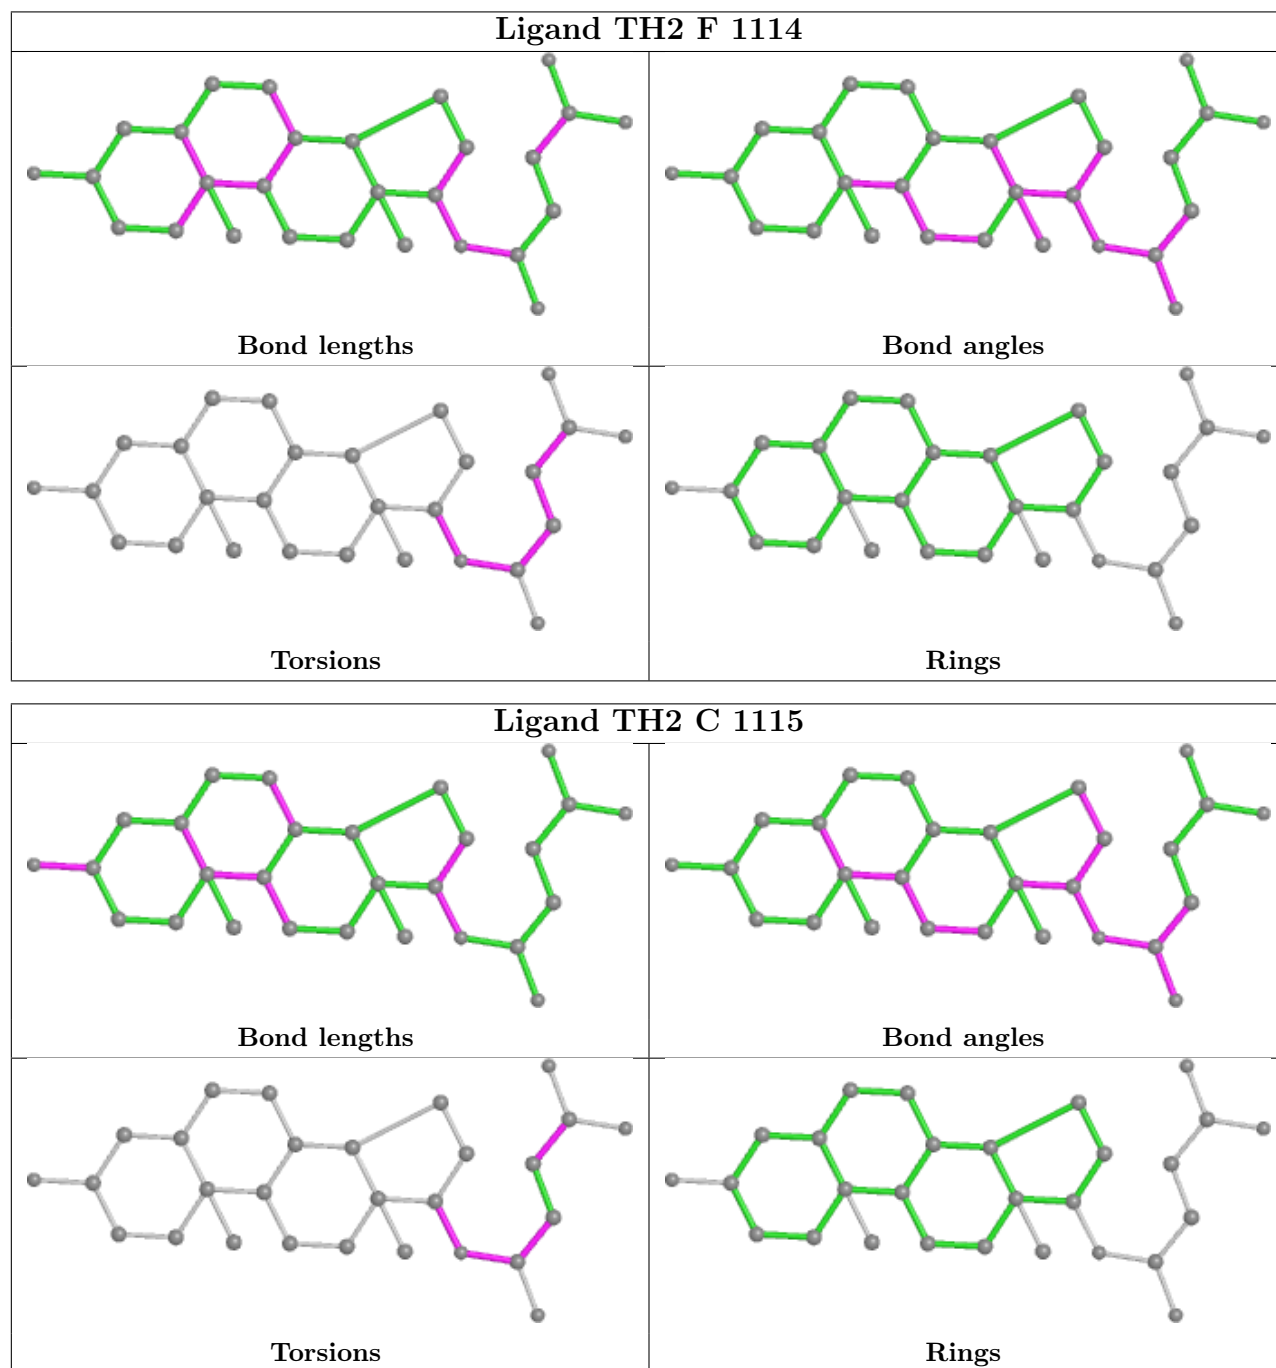 Ligand TH2 F 1114
Bond lengths
Bond angles
Torsions
Rings
Ligand TH2 C 1115
Bond lengths
Bond angles
Torsions
Rings